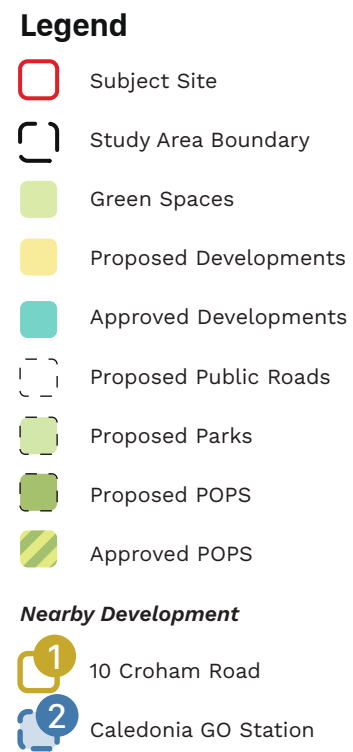 Legend
Subject Site
Study Area Boundary
Green Spaces
Proposed Developments
Approved Developments
Proposed Public Roads
Proposed Parks
Proposed POPS
Approved POPS
Nearby Development
1 10 Croham Road
2 Caledonia GO Station